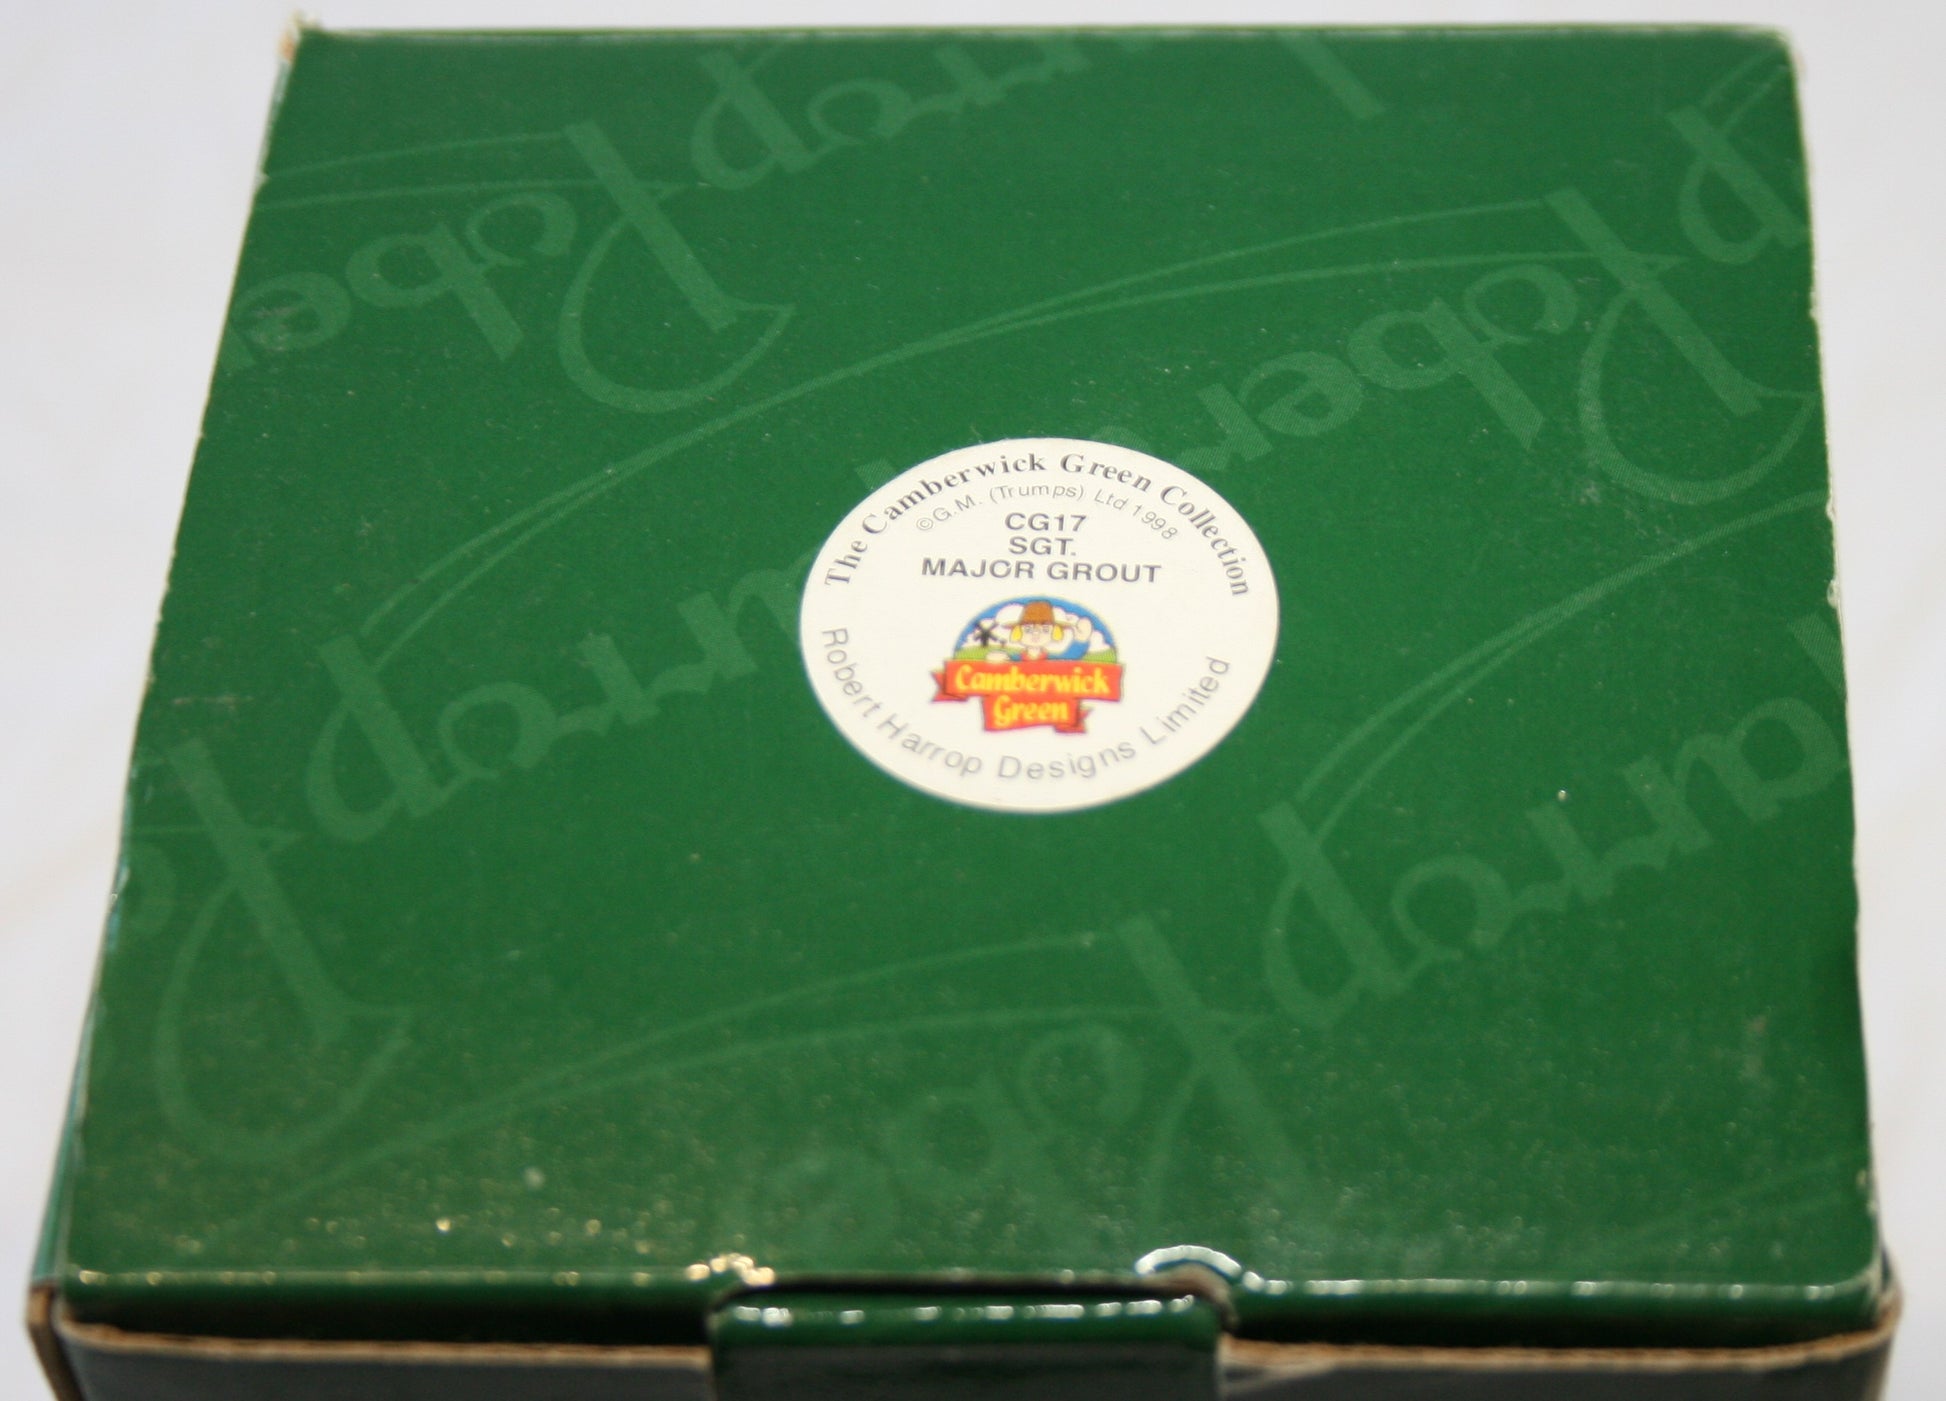 The Camberwick Green Collection
©G.M. (Trumps) Ltd 1998
CG17
SGT.
MAJOR GROUT
Camberwick
Green
Robert Harrop Designs Limited